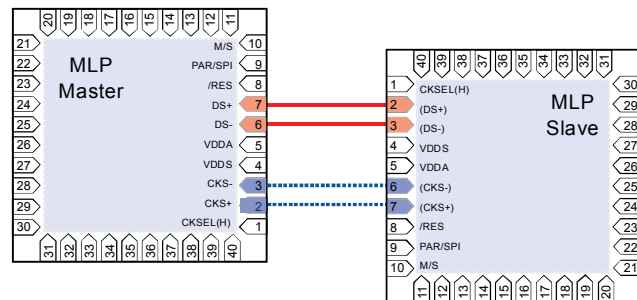 20 19 18 17 16 15 14 13 12 11
21 M/S 10
22 MLP PAR/SPI 9
23 Master /RES 8
24 DS+ 7
25 DS- 6
26 VDDA 5
27 VDDS 4
28 CKS- 3
29 CKS+ 2
30 CKSEL(H) 1
31 32 33 34 35 36 37 38 39 40
40 39 38 37 36 35 34 33 32 31
1 CKSEL(H) 30
2 (DS+) MLP 29
3 (DS-) Slave 28
4 VDDS 27
5 VDDA 26
6 (CKS-) 25
7 (CKS+) 24
8 /RES 23
9 PAR/SPI 22
10 M/S 21
11 12 13 14 15 16 17 18 19 20